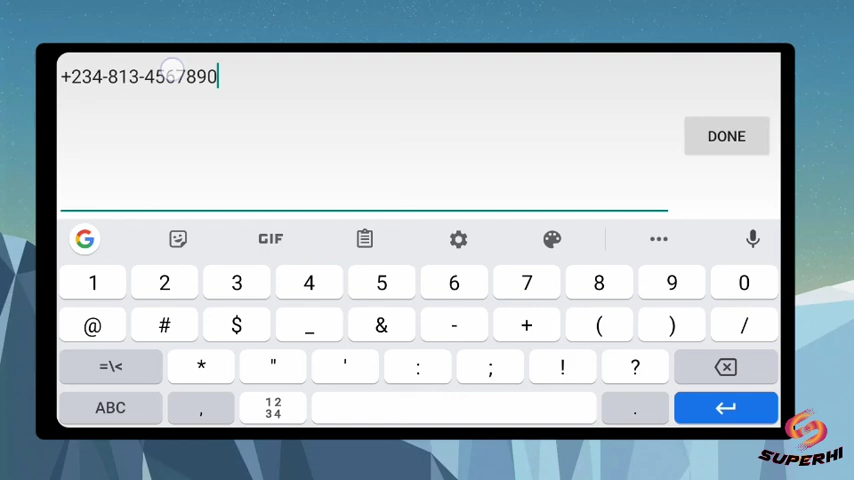 +234-813-4567890
DONE
G
GIF
1 2 3 4 5 6 7 8 9 0
@ # $ _ & - + ( ) /
=\< * " ' : ; ! ?
ABC , 12 34 .
SUPERHI